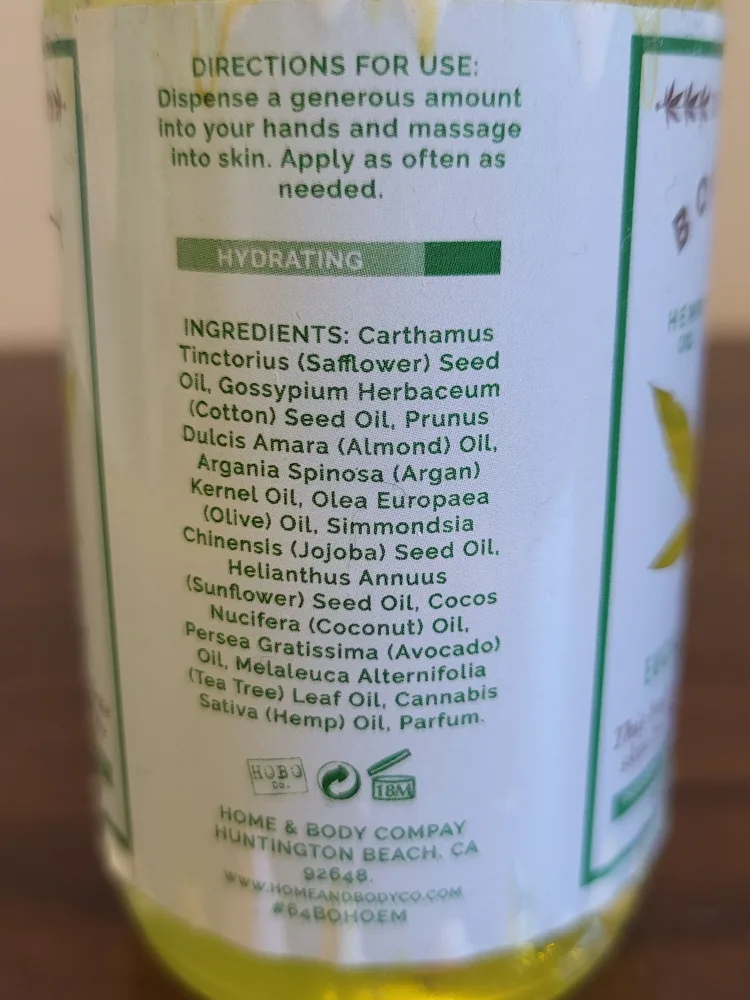 DIRECTIONS FOR USE:
Dispense a generous amount
into your hands and massage
into skin. Apply as often as
needed.
HYDRATING
INGREDIENTS: Carthamus
Tinctorius (Safflower) Seed
Oil, Gossypium Herbaceum
(Cotton) Seed Oil, Prunus
Dulcis Amara (Almond) Oil,
Argania Spinosa (Argan)
Kernel Oil, Olea Europaea
(Olive) Oil, Simmondsia
Chinensis (Jojoba) Seed Oil,
Helianthus Annuus
(Sunflower) Seed Oil, Cocos
Nucifera (Coconut) Oil,
Persea Gratissima (Avocado)
Oil, Melaleuca Alternifolia
(Tea Tree) Leaf Oil, Cannabis
Sativa (Hemp) Oil, Parfum.
HOBO
Co.
18M
HOME & BODY COMPAY
HUNTINGTON BEACH, CA
92648.
WWW.HOMEANDBODYCO.COM
#64BOHOEM